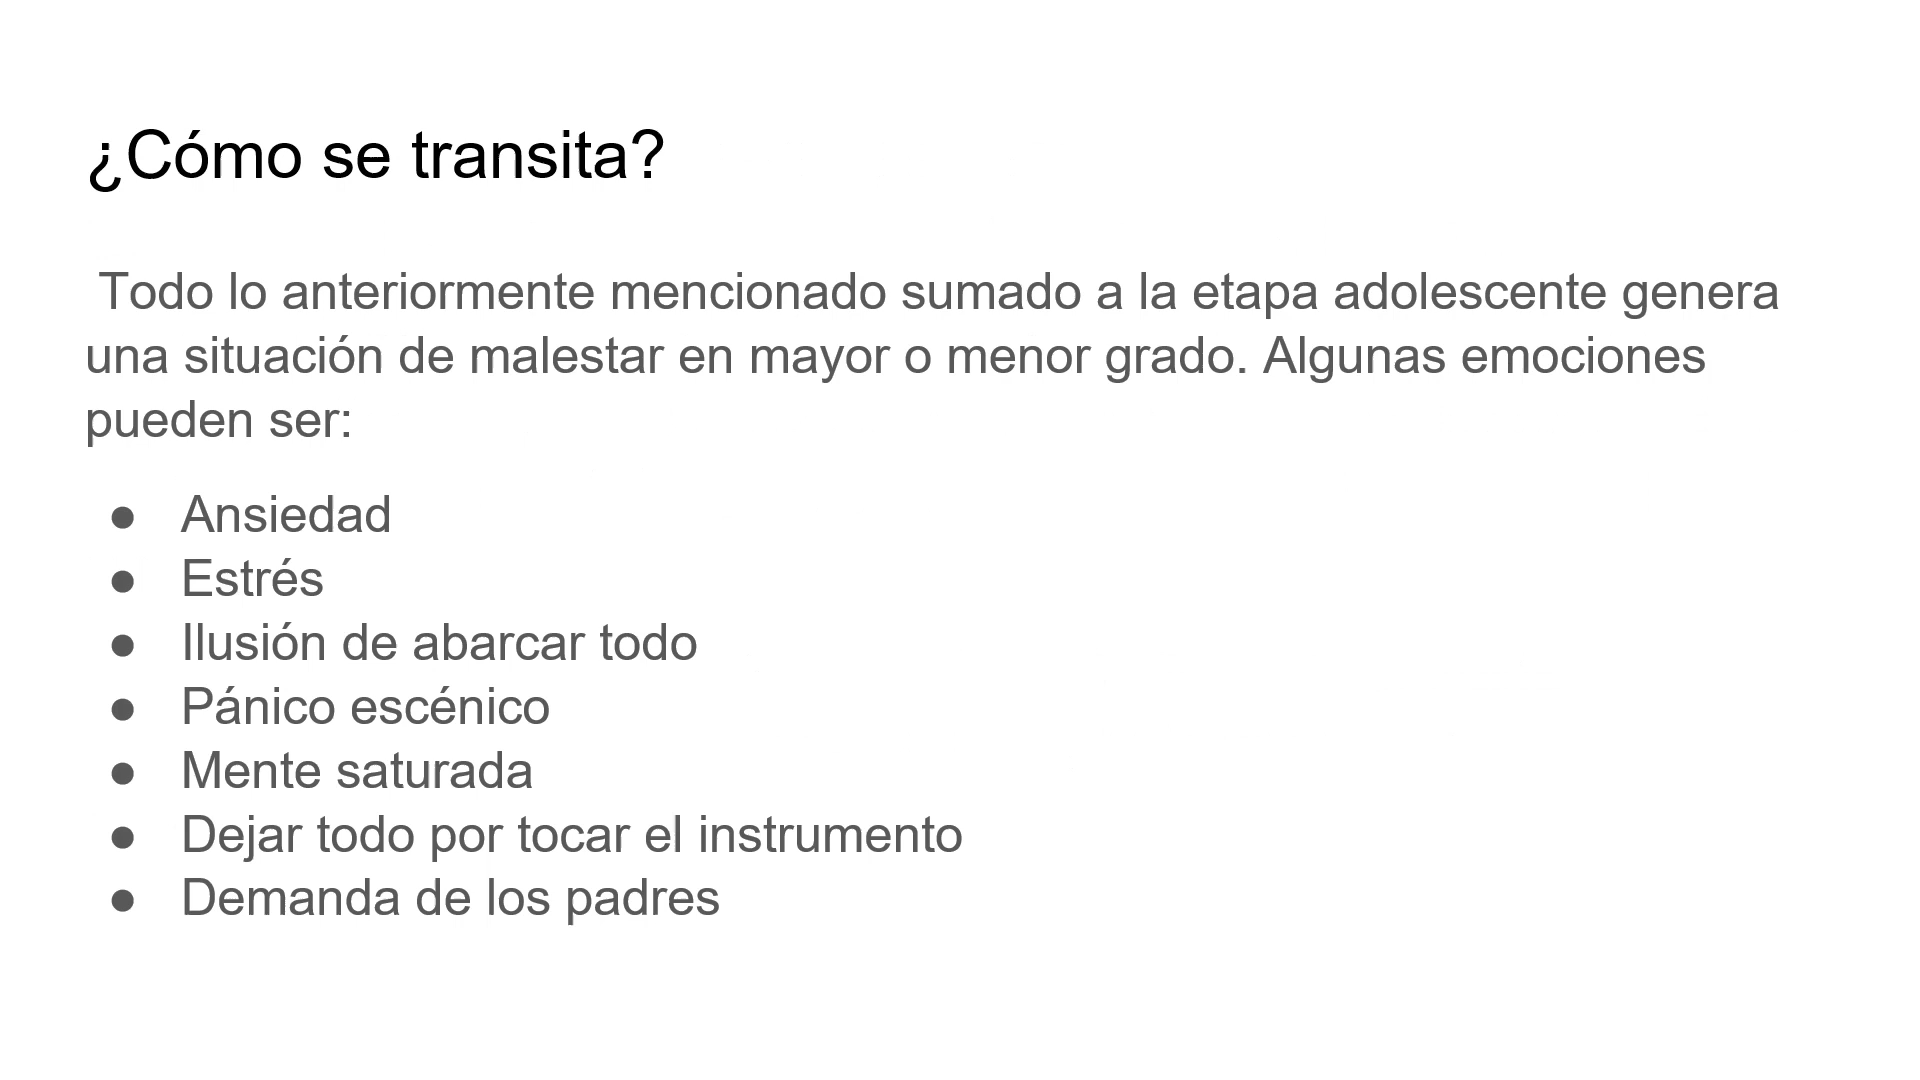 ¿Cómo se transita?
Todo lo anteriormente mencionado sumado a la etapa adolescente genera
una situación de malestar en mayor o menor grado. Algunas emociones
pueden ser:
● Ansiedad
● Estrés
● Ilusión de abarcar todo
● Pánico escénico
● Mente saturada
● Dejar todo por tocar el instrumento
● Demanda de los padres